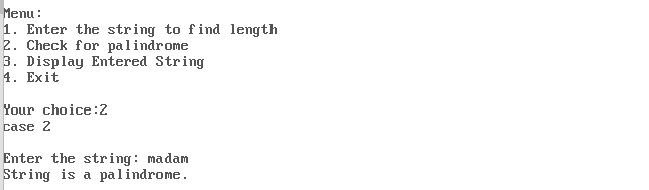 Menu:
1. Enter the string to find length
2. Check for palindrome
3. Display Entered String
4. Exit
Your choice:2
case 2
Enter the string: madam
String is a palindrome.